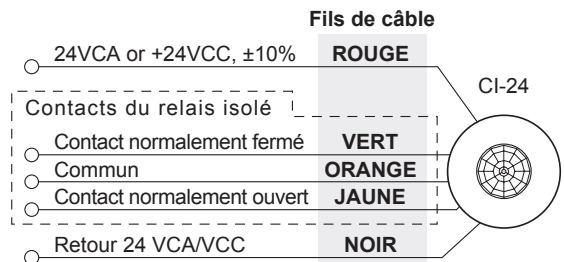 Fils de câble
24VCA or +24VCC, ±10% ROUGE
CI-24
Contacts du relais isolé
Contact normalement fermé VERT
Commun ORANGE
Contact normalement ouvert JAUNE
Retour 24 VCA/VCC NOIR